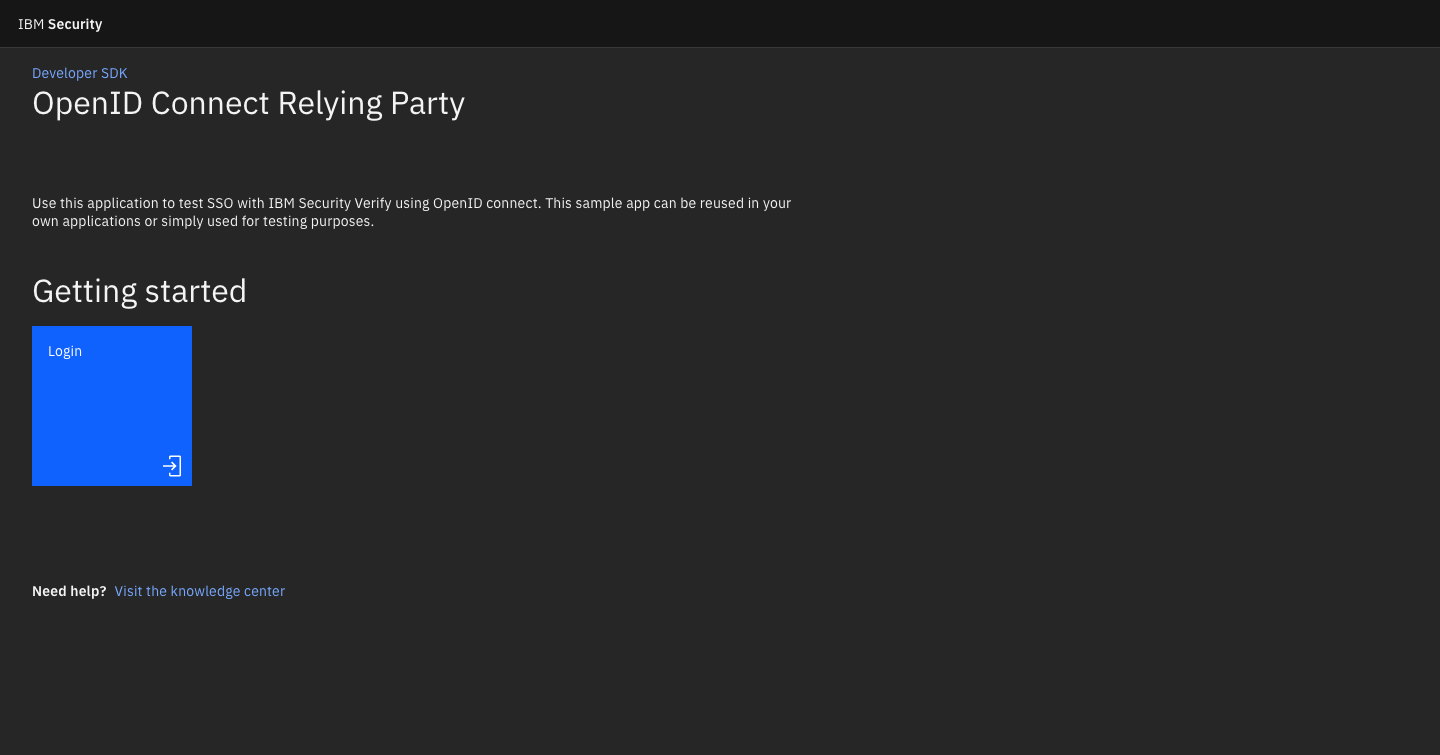 IBM Security
Developer SDK
OpenID Connect Relying Party
Use this application to test SSO with IBM Security Verify using OpenID connect. This sample app can be reused in your
own applications or simply used for testing purposes.
Getting started
Login
Need help? Visit the knowledge center